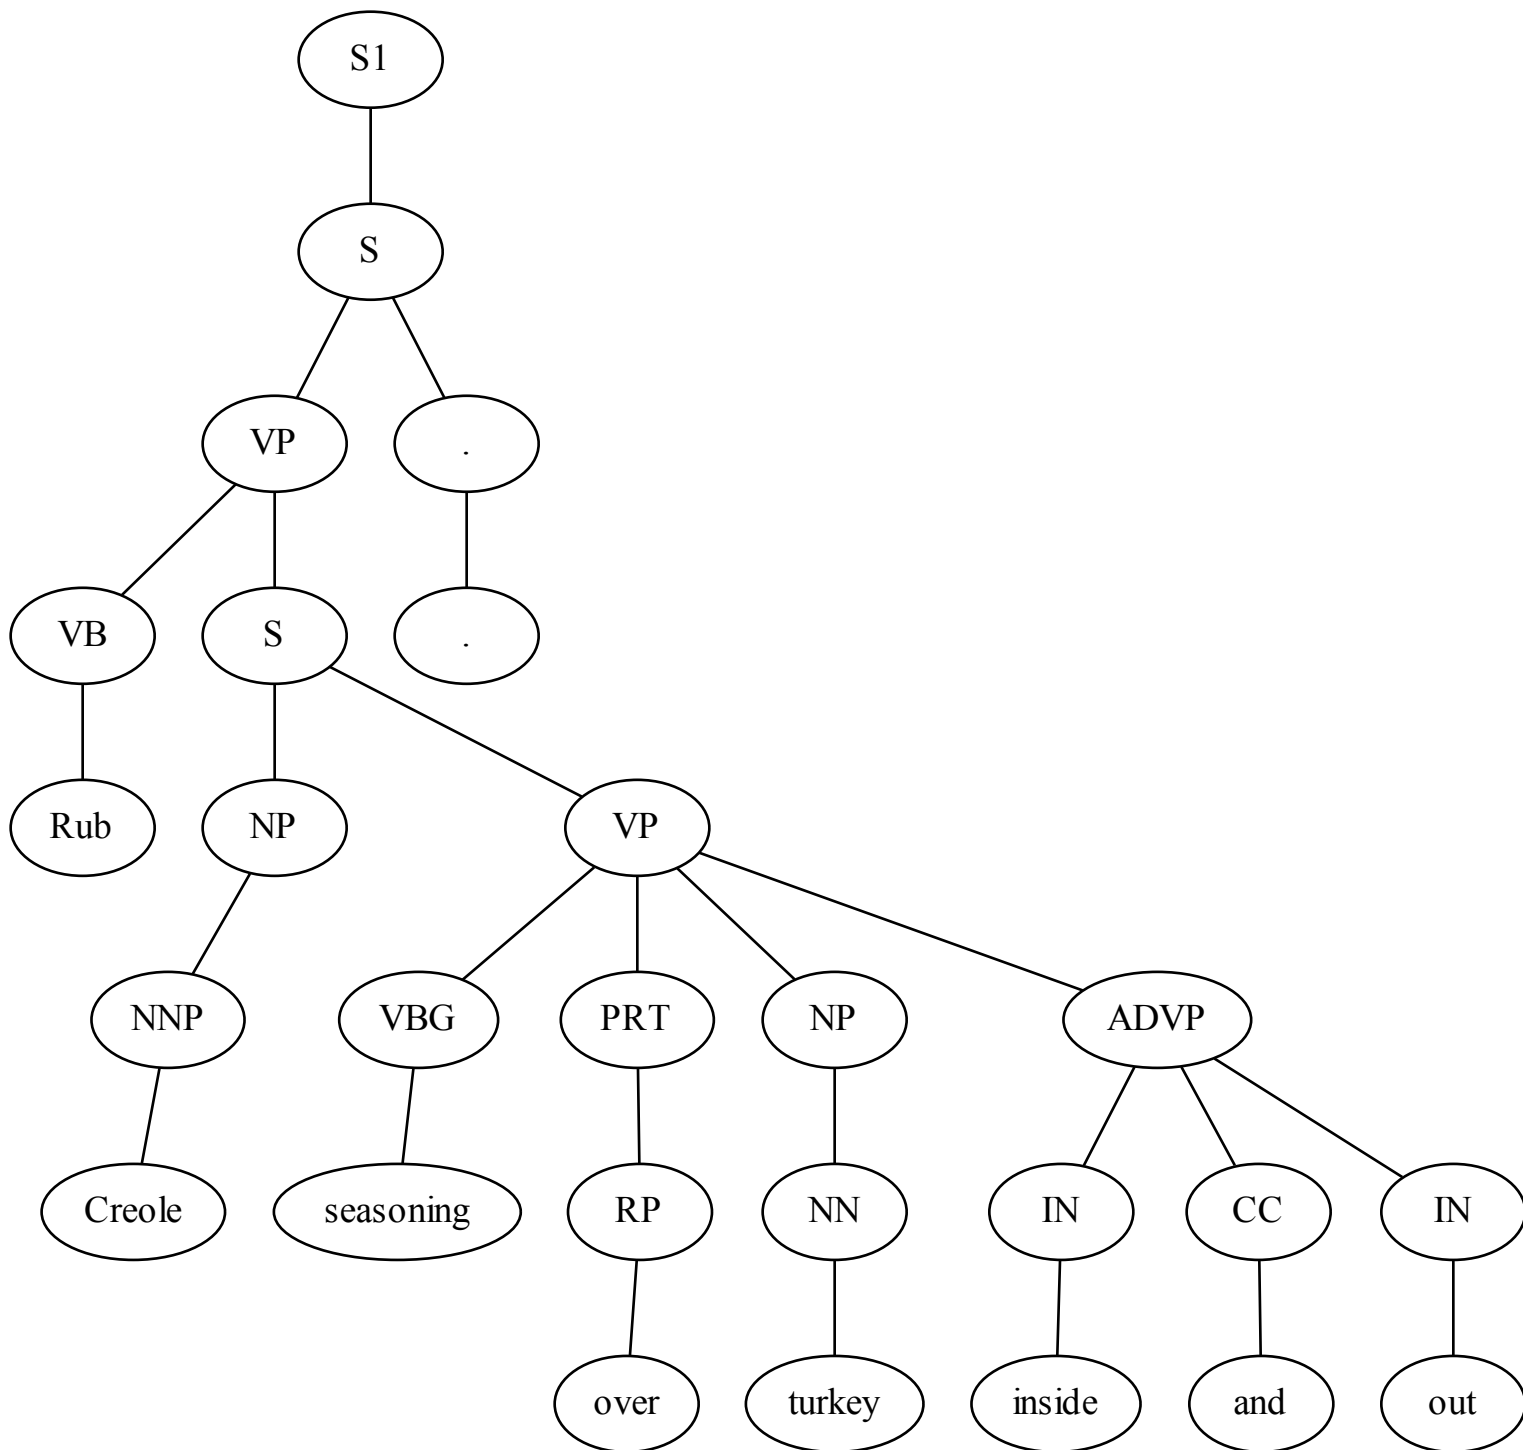 S1
S
VP .
VB S .
Rub NP VP
NNP VBG PRT NP ADVP
Creole seasoning RP NN IN CC IN
over turkey inside and out